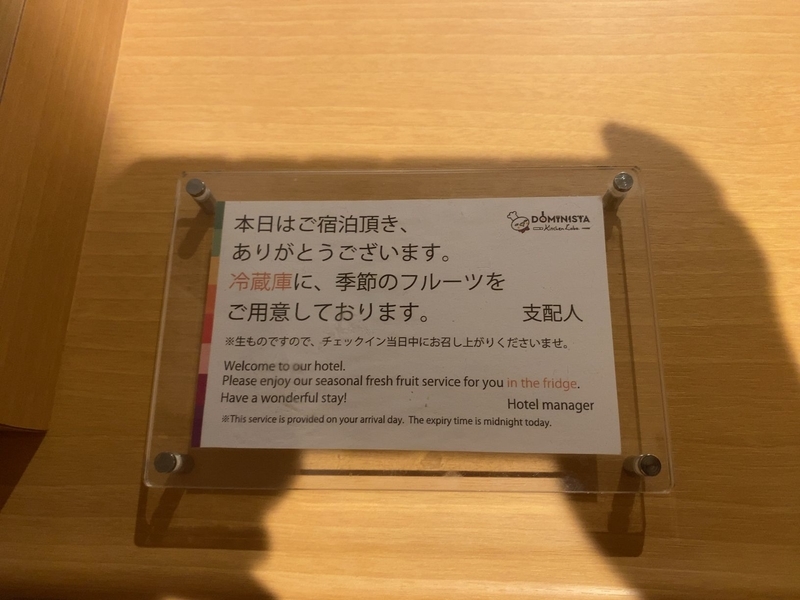 DOMINISTA
本日はご宿泊頂き、
ありがとうございます。
冷蔵庫に、季節のフルーツを
ご用意しております。
支配人
※生ものですので、チェックイン当日中にお召し上がりくださいませ。
Welcome to our hotel.
Please enjoy our seasonal fresh fruit service for you in the fridge.
Have a wonderful stay!
Hotel manager
※This service is provided on your arrival day. The expiry time is midnight today.